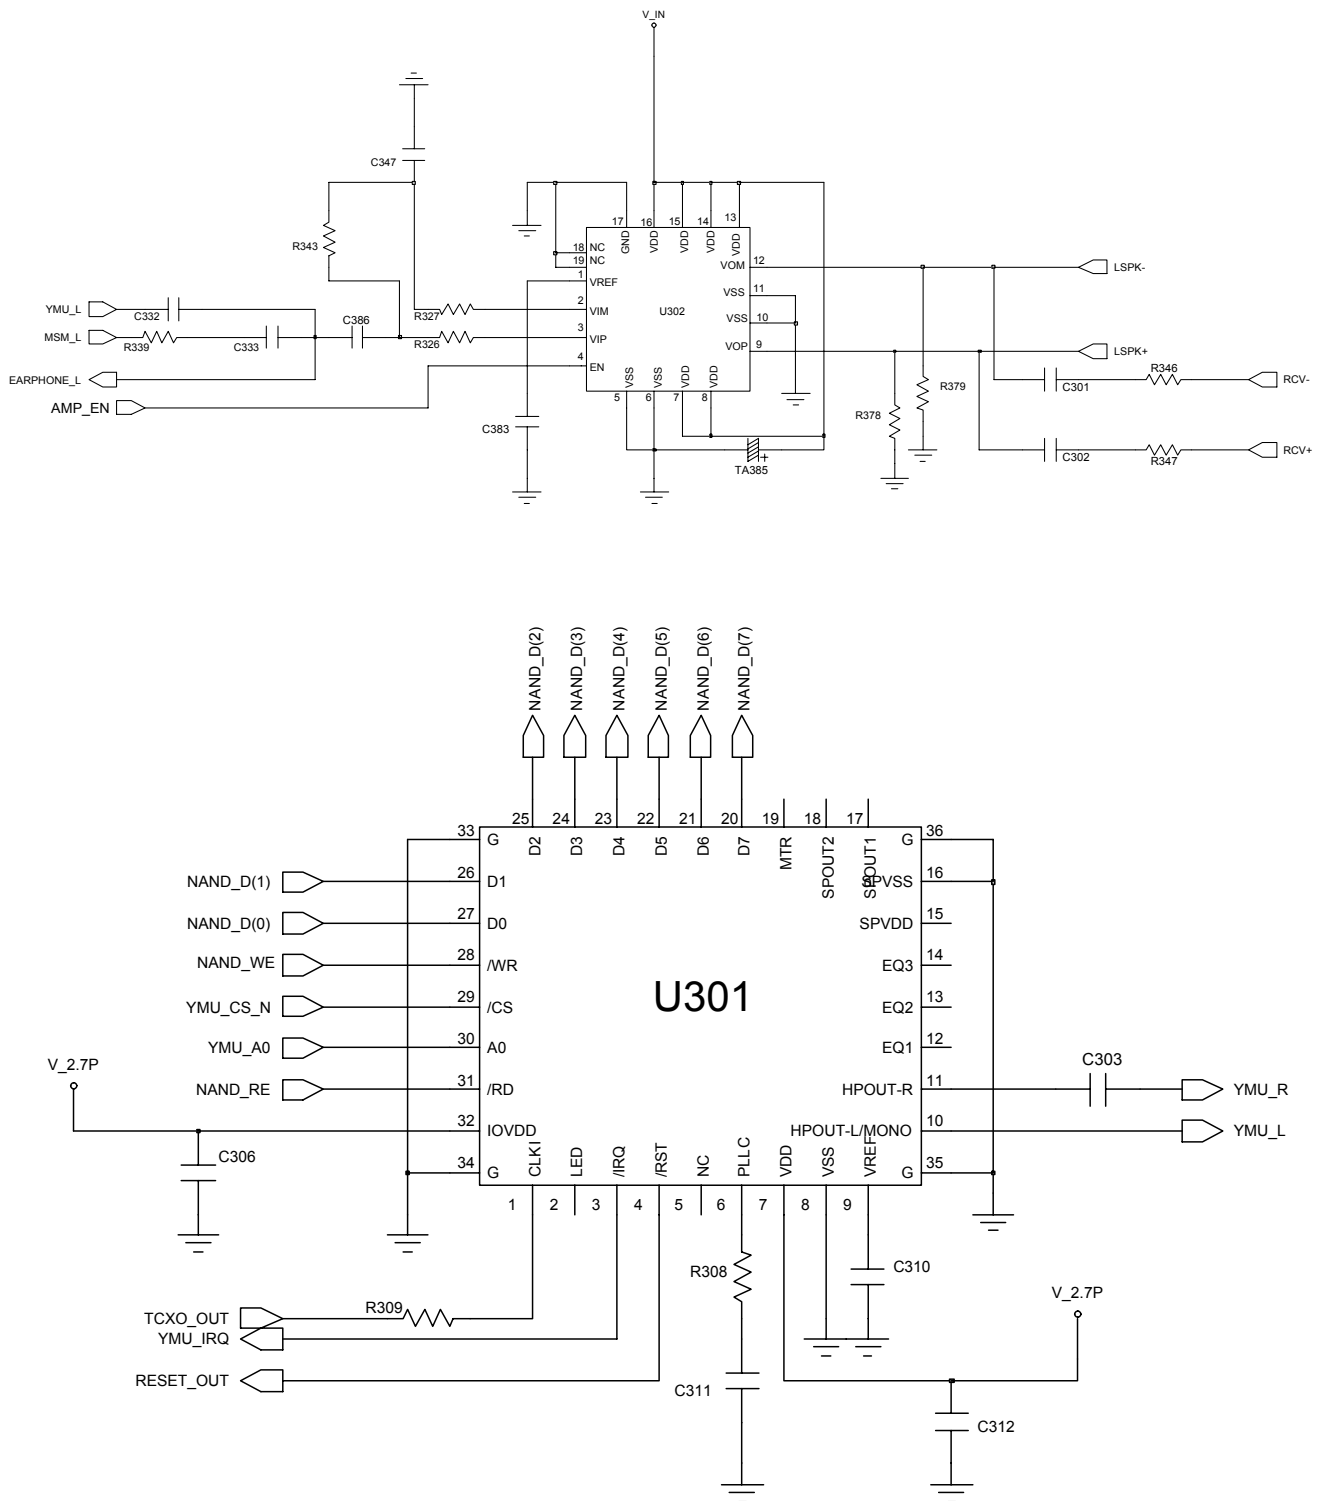 V_IN
C347
R343
17 16 15 14 13
GND VDD VDD VDD VDD
18 NC
19 NC
1 VREF
2 VIM
3 VIP
4 EN
U302
VOM 12
VSS 11
VSS 10
VOP 9
VSS VSS VDD VDD
5 6 7 8
YMU_L
C332
MSM_L
R339
C333
C386
R327
R326
EARPHONE_L
AMP_EN
C383
TA385
+
LSPK-
LSPK+
R379
R378
C301
R346
RCV-
C302
R347
RCV+
NAND_D(2)
NAND_D(3)
NAND_D(4)
NAND_D(5)
NAND_D(6)
NAND_D(7)
25 24 23 22 21 20 19 18 17
D2 D3 D4 D5 D6 D7 MTR SPOUT2 SPOUT1
33 G
NAND_D(1) 26 D1
NAND_D(0) 27 D0
NAND_WE 28 /WR
YMU_CS_N 29 /CS
YMU_A0 30 A0
NAND_RE 31 /RD
V_2.7P
32 IOVDD
C306
34 G
U301
G 36
SPVSS 16
SPVDD 15
EQ3 14
EQ2 13
EQ1 12
HPOUT-R 11
C303
YMU_R
HPOUT-L/MONO 10
YMU_L
G 35
CLKI LED /IRQ /RST NC PLLC VDD VSS VREF
1 2 3 4 5 6 7 8 9
R308
C310
TCXO_OUT
R309
YMU_IRQ
RESET_OUT
C311
V_2.7P
C312